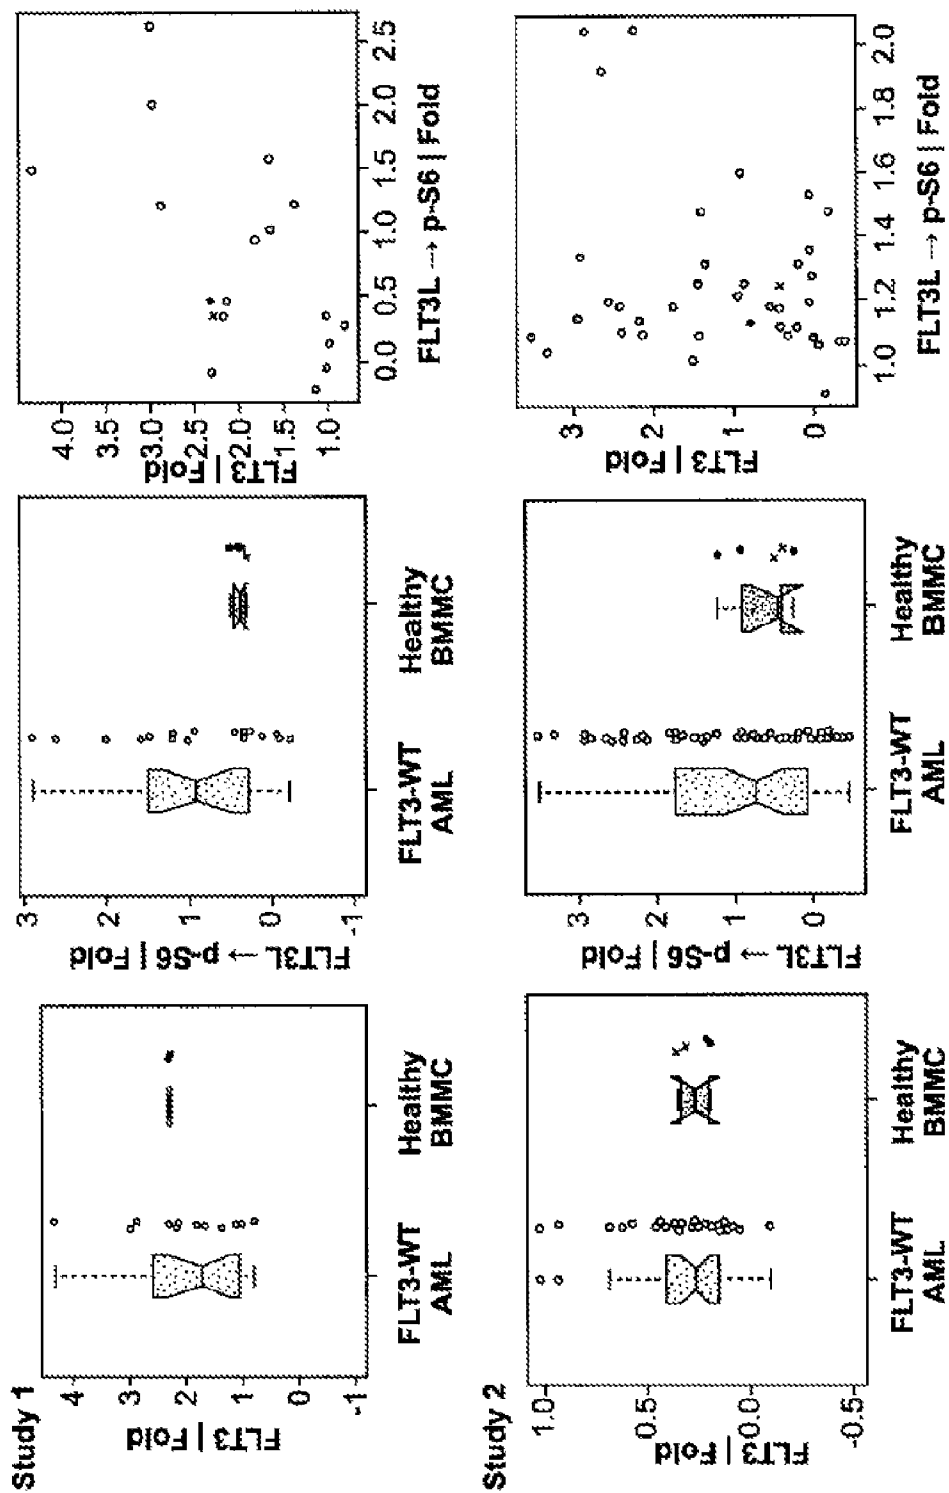 Study 1
4
3
2
1
0
-1
FLT3 | Fold
FLT3-WT
AML
Healthy
BMMC
3
2
1
0
-1
FLT3L → p-S6 | Fold
FLT3-WT
AML
Healthy
BMMC
4.0
3.0
2.5
2.0
1.5
1.0
FLT3 | Fold
0.0
0.5
1.0
1.5
2.0
2.5
FLT3L → p-S6 | Fold
Study 2
1.0
0.5
-0.0
-0.5
FLT3 | Fold
FLT3-WT
AML
Healthy
BMMC
3
2
1
0
FLT3L → p-S6 | Fold
FLT3-WT
AML
Healthy
BMMC
3
2
1
0
FLT3 | Fold
1.0
1.2
1.4
1.6
1.8
2.0
FLT3L → p-S6 | Fold